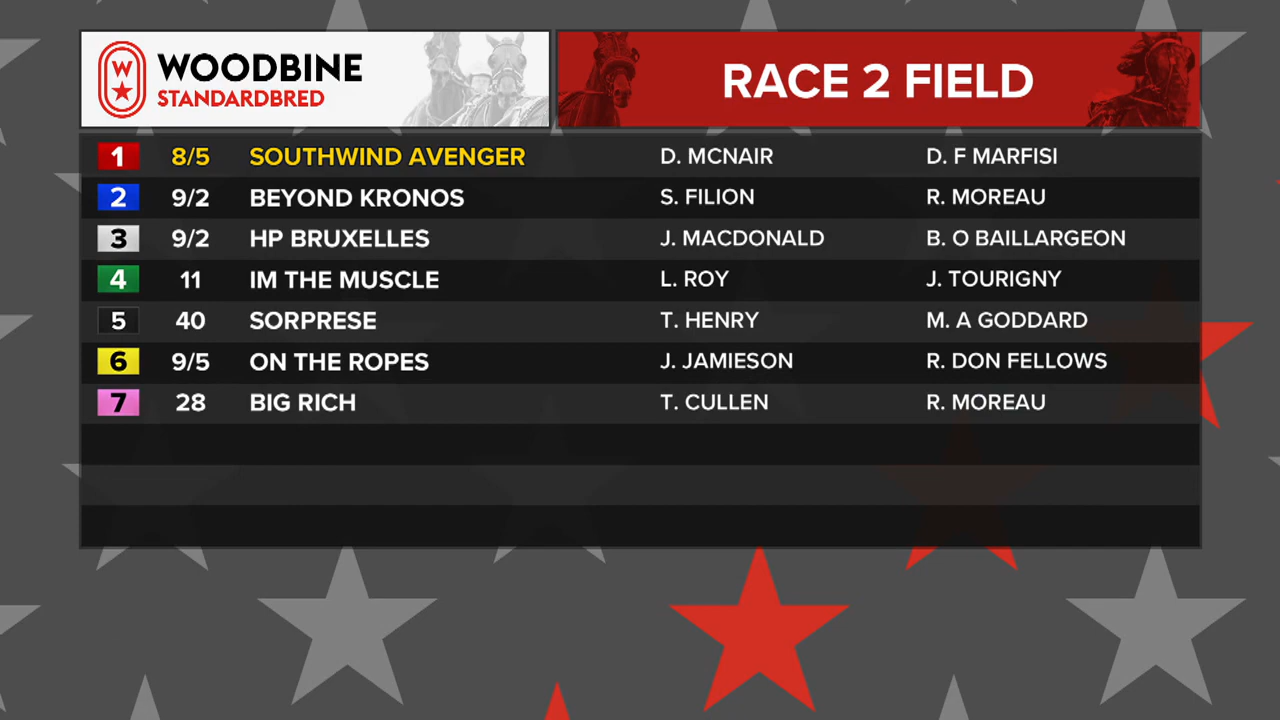 W
WOODBINE
STANDARDBRED
RACE 2 FIELD
1 8/5 SOUTHWIND AVENGER D. MCNAIR D. F MARFISI
2 9/2 BEYOND KRONOS S. FILION R. MOREAU
3 9/2 HP BRUXELLES J. MACDONALD B. O BAILLARGEON
4 11 IM THE MUSCLE L. ROY J. TOURIGNY
5 40 SORPRESE T. HENRY M. A GODDARD
6 9/5 ON THE ROPES J. JAMIESON R. DON FELLOWS
7 28 BIG RICH T. CULLEN R. MOREAU